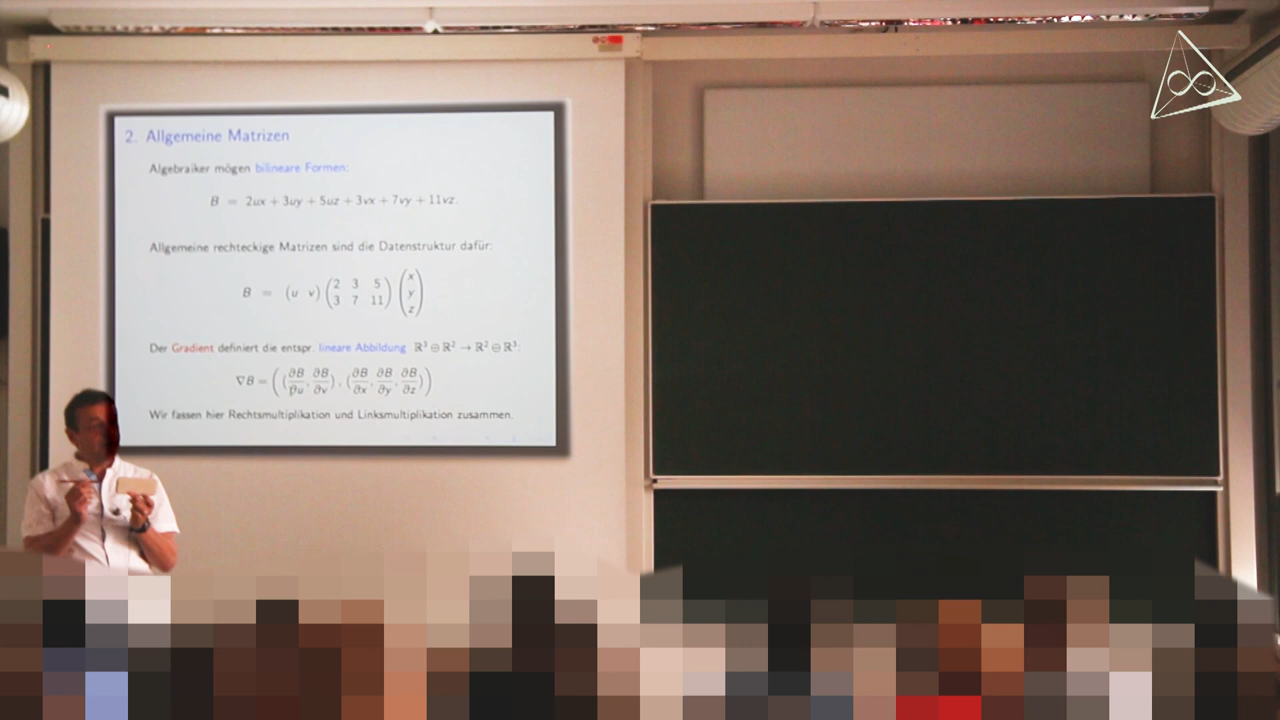 2. Allgemeine Matrizen
Algebraiker mögen bilineare Formen:
B = 2ux + 3uy + 5uz + 3vx + 7vy + 11vz.
Allgemeine rechteckige Matrizen sind die Datenstruktur dafür:
B = (u v) (2 3 5 / 3 7 11) (x / y / z)
Der Gradient definiert die entspr. lineare Abbildung ℝ³ ⊕ ℝ² → ℝ² ⊕ ℝ³:
∇B = ((∂B/∂u, ∂B/∂v), (∂B/∂x, ∂B/∂y, ∂B/∂z))
Wir fassen hier Rechtsmultiplikation und Linksmultiplikation zusammen.